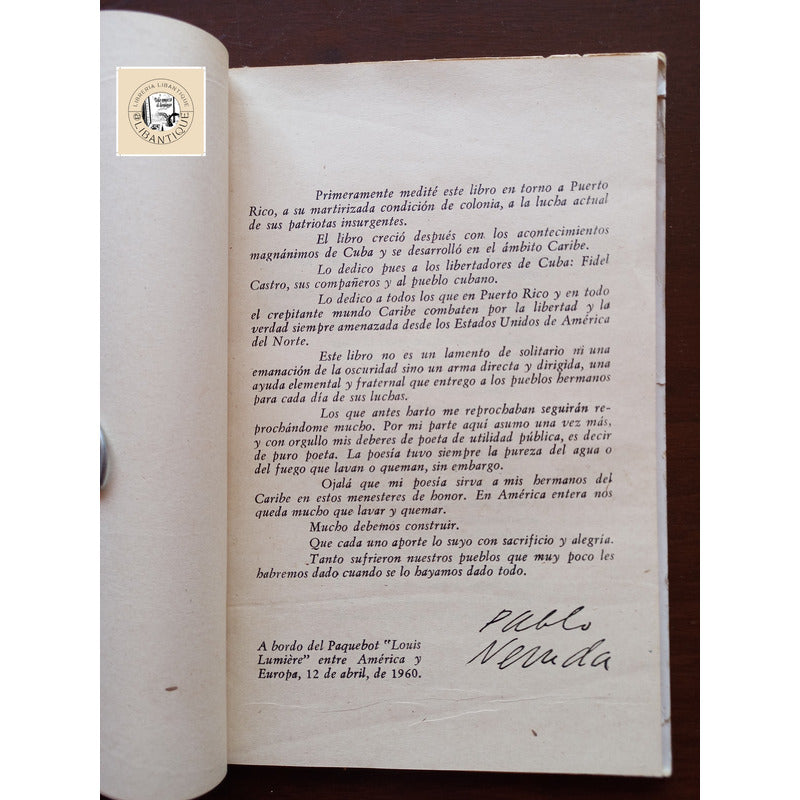 LIBRERIA LIBANTIQUE
LIBANTIQUE
Primeramente medité este libro en torno a Puerto
Rico, a su martirizada condición de colonia, a la lucha actual
de sus patriotas insurgentes.
El libro creció después con los acontecimientos
magnánimos de Cuba y se desarrolló en el ámbito Caribe.
Lo dedico pues a los libertadores de Cuba: Fidel
Castro, sus compañeros y al pueblo cubano.
Lo dedico a todos los que en Puerto Rico y en todo
el crepitante mundo Caribe combaten por la libertad y la
verdad siempre amenazada desde los Estados Unidos de América
del Norte.
Este libro no es un lamento de solitario ni una
emanación de la oscuridad sino un arma directa y dirigida, una
ayuda elemental y fraternal que entrego a los pueblos hermanos
para cada día de sus luchas.
Los que antes harto me reprochaban seguirán re-
prochándome mucho. Por mi parte aquí asumo una vez más,
y con orgullo mis deberes de poeta de utilidad pública, es decir
de puro poeta. La poesía tuvo siempre la pureza del agua o
del fuego que lavan o queman, sin embargo.
Ojalá que mi poesía sirva a mis hermanos del
Caribe en estos menesteres de honor. En América entera nos
queda mucho que lavar y quemar.
Mucho debemos construir.
Que cada uno aporte lo suyo con sacrificio y alegría.
Tanto sufrieron nuestros pueblos que muy poco les
habremos dado cuando se lo hayamos dado todo.
Pablo
Neruda
A bordo del Paquebot "Louis
Lumière" entre América y
Europa, 12 de abril, de 1960.